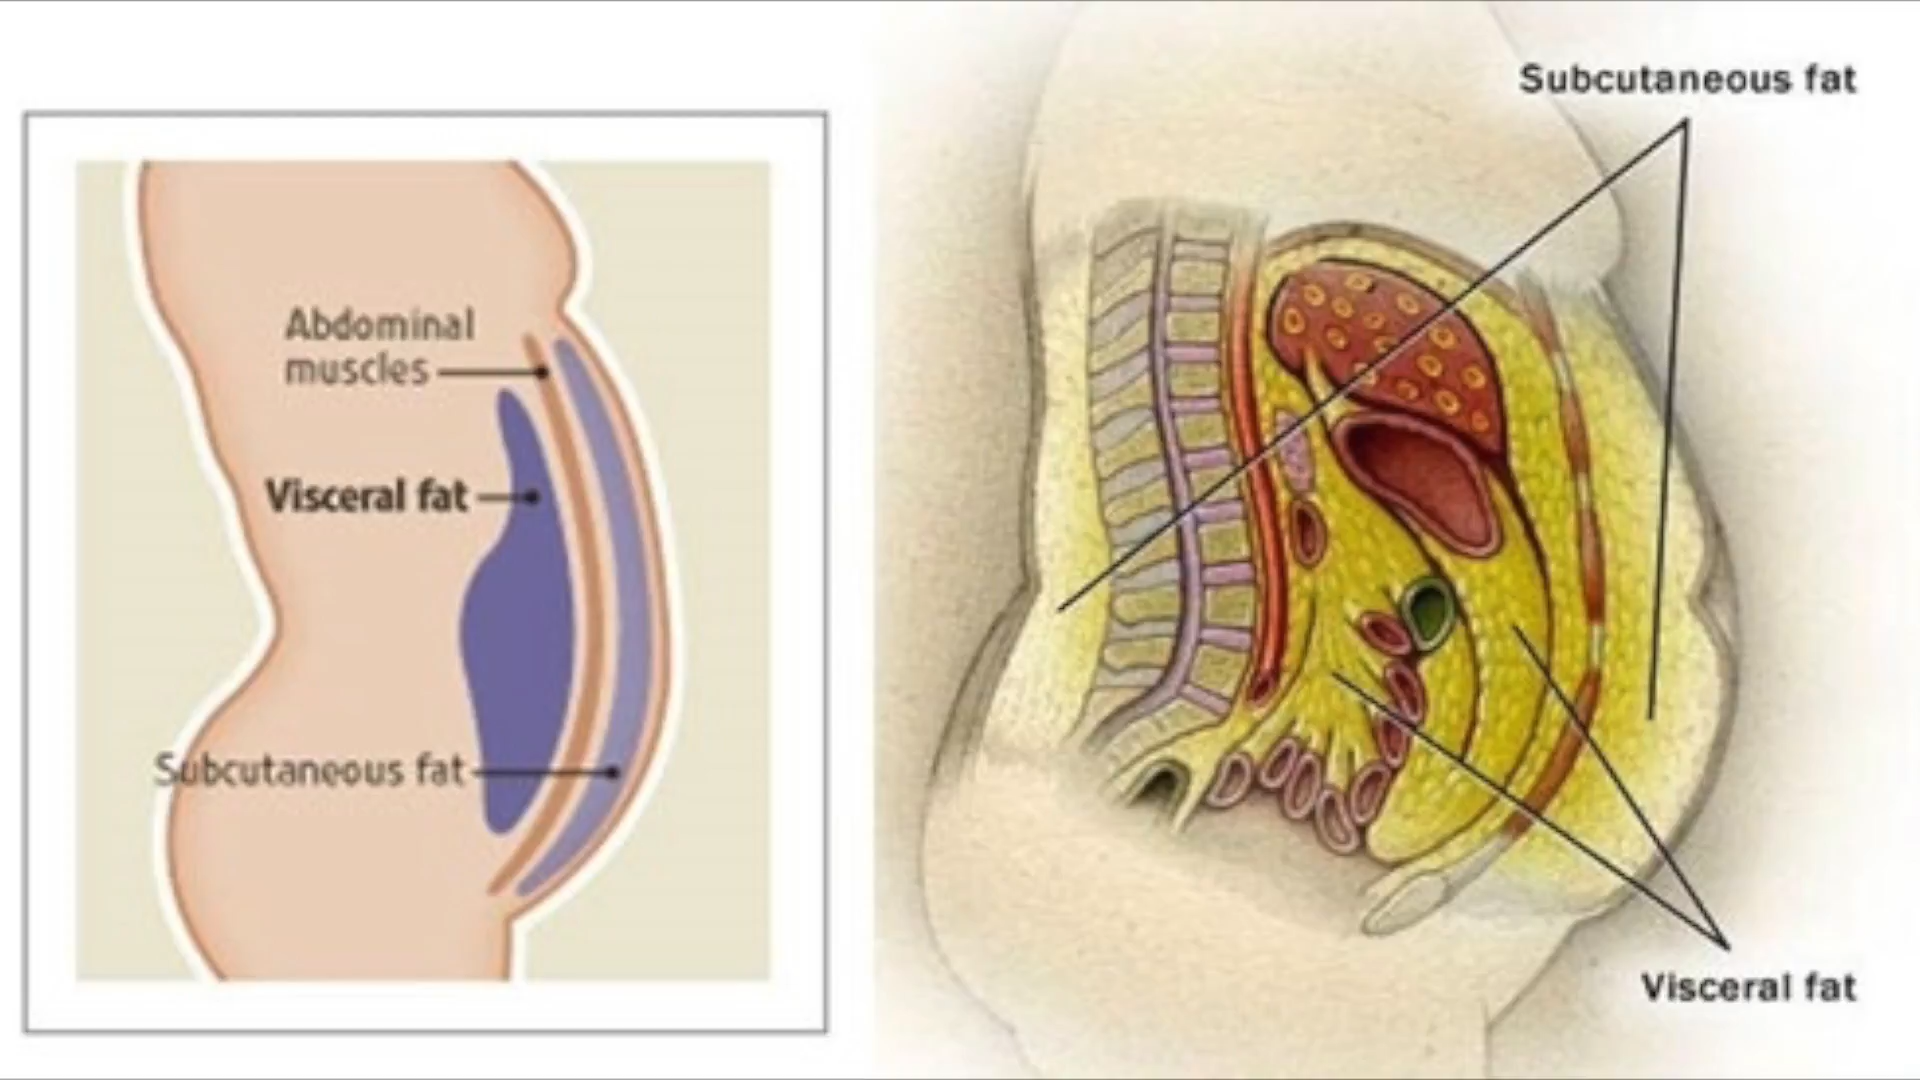 Abdominal
muscles
Visceral fat
Subcutaneous fat
Subcutaneous fat
Visceral fat